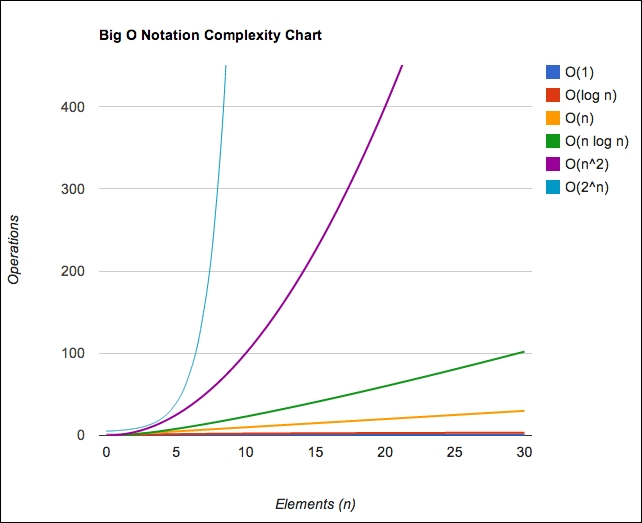 Big O Notation Complexity Chart
O(1)
O(log n)
O(n)
O(n log n)
O(n^2)
O(2^n)
400
300
200
100
0
Operations
0 5 10 15 20 25 30
Elements (n)